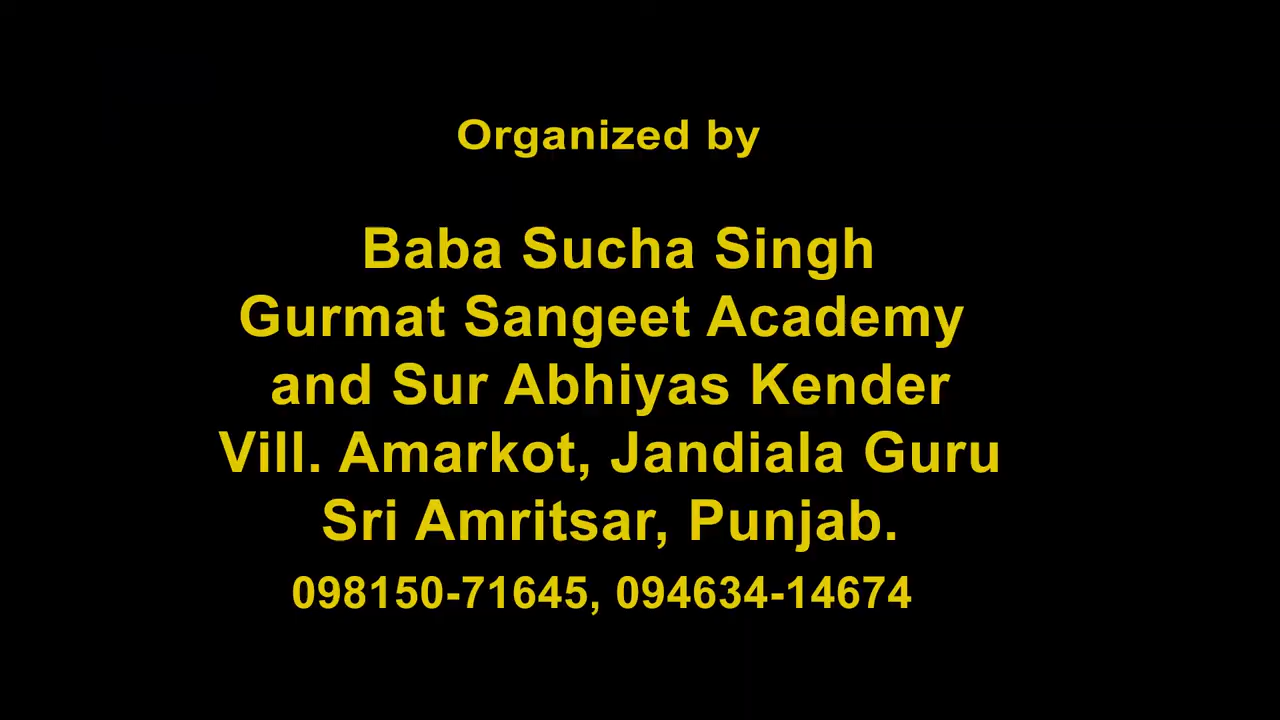 Organized by
Baba Sucha Singh
Gurmat Sangeet Academy
and Sur Abhiyas Kender
Vill. Amarkot, Jandiala Guru
Sri Amritsar, Punjab.
098150-71645, 094634-14674